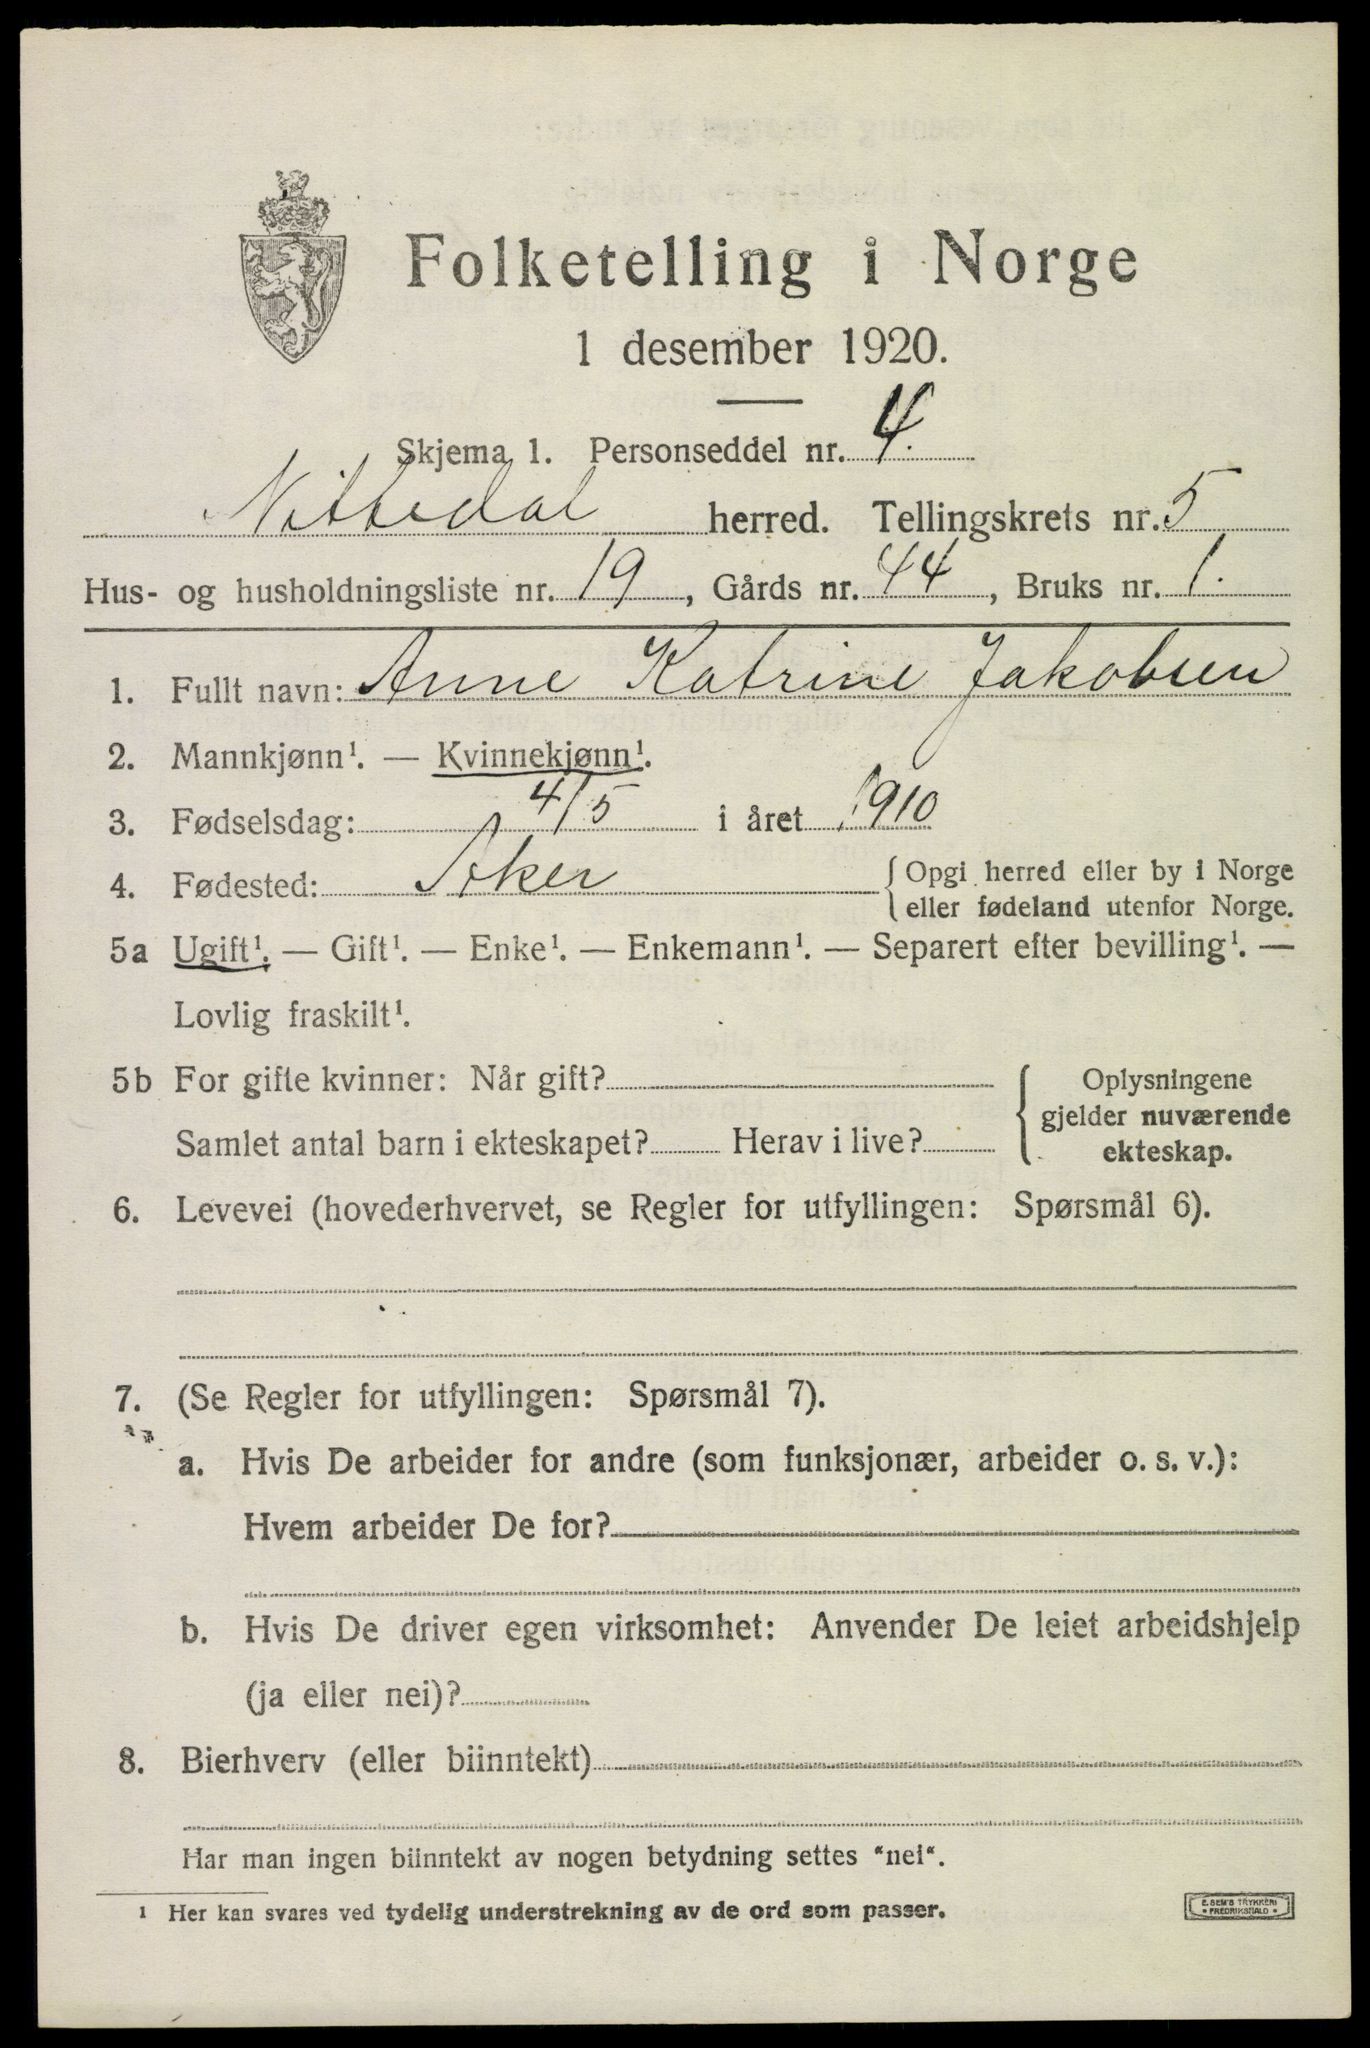 Folketelling i Norge
1 desember 1920.
Skjema 1. Personseddel nr. 4.
Nittedal herred. Tellingskrets nr. 5
Hus- og husholdningsliste nr. 19, Gårds nr. 44, Bruks nr. 1.
1. Fullt navn: Anne Katrine Jakobsen
2. Mannkjønn¹. — Kvinnekjønn¹.
3. Fødselsdag: 4/5 i året 1910
4. Fødested: Aker { Opgi herred eller by i Norge
eller fødeland utenfor Norge.
5a Ugift¹. — Gift¹. — Enke¹. — Enkemann¹. — Separert efter bevilling¹. —
Lovlig fraskilt¹.
5b For gifte kvinner: Når gift? { Oplysningene
gjelder nuværende
Samlet antal barn i ekteskapet? Herav i live?
ekteskap.
6. Levevei (hovederhvervet, se Regler for utfyllingen: Spørsmål 6).
7. (Se Regler for utfyllingen: Spørsmål 7).
a. Hvis De arbeider for andre (som funksjonær, arbeider o. s. v.):
Hvem arbeider De for?
b. Hvis De driver egen virksomhet: Anvender De leiet arbeidshjelp
(ja eller nei)?
8. Bierhverv (eller biinntekt)
Har man ingen biinntekt av nogen betydning settes "nei".
¹ Her kan svares ved tydelig understrekning av de ord som passer.
E. SEM'S TRYKKERI
• FREDRIKSHALD •